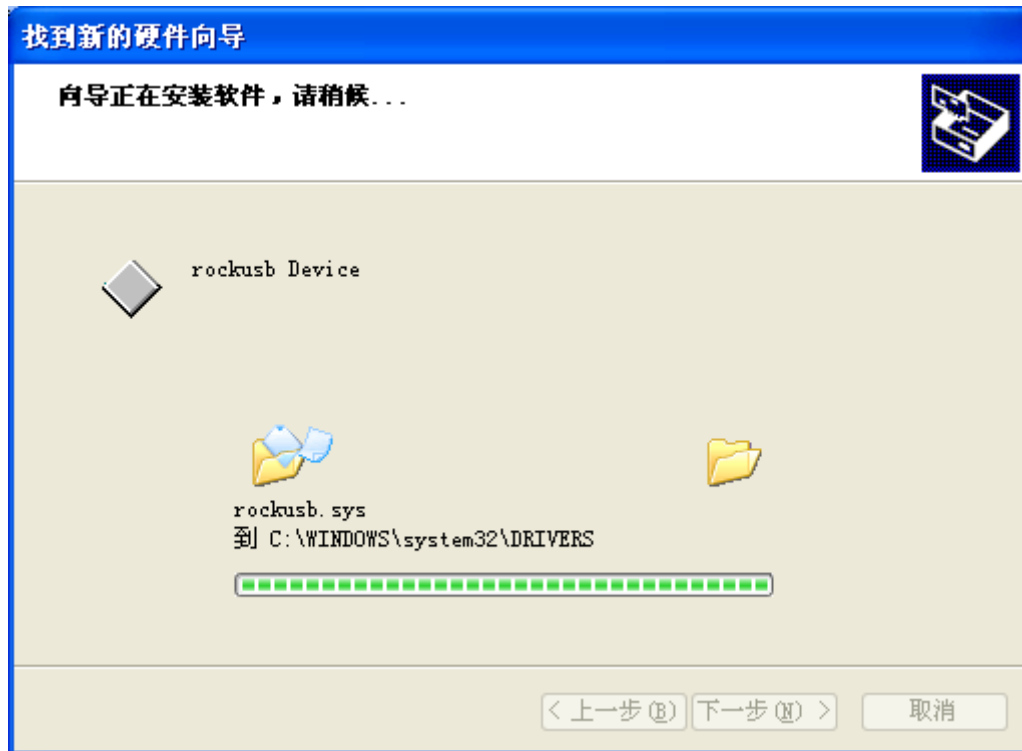 找到新的硬件向导
向导正在安装软件，请稍候...
rockusb Device
rockusb.sys
到 C:\WINDOWS\system32\DRIVERS
< 上一步(B) 下一步(N) > 取消